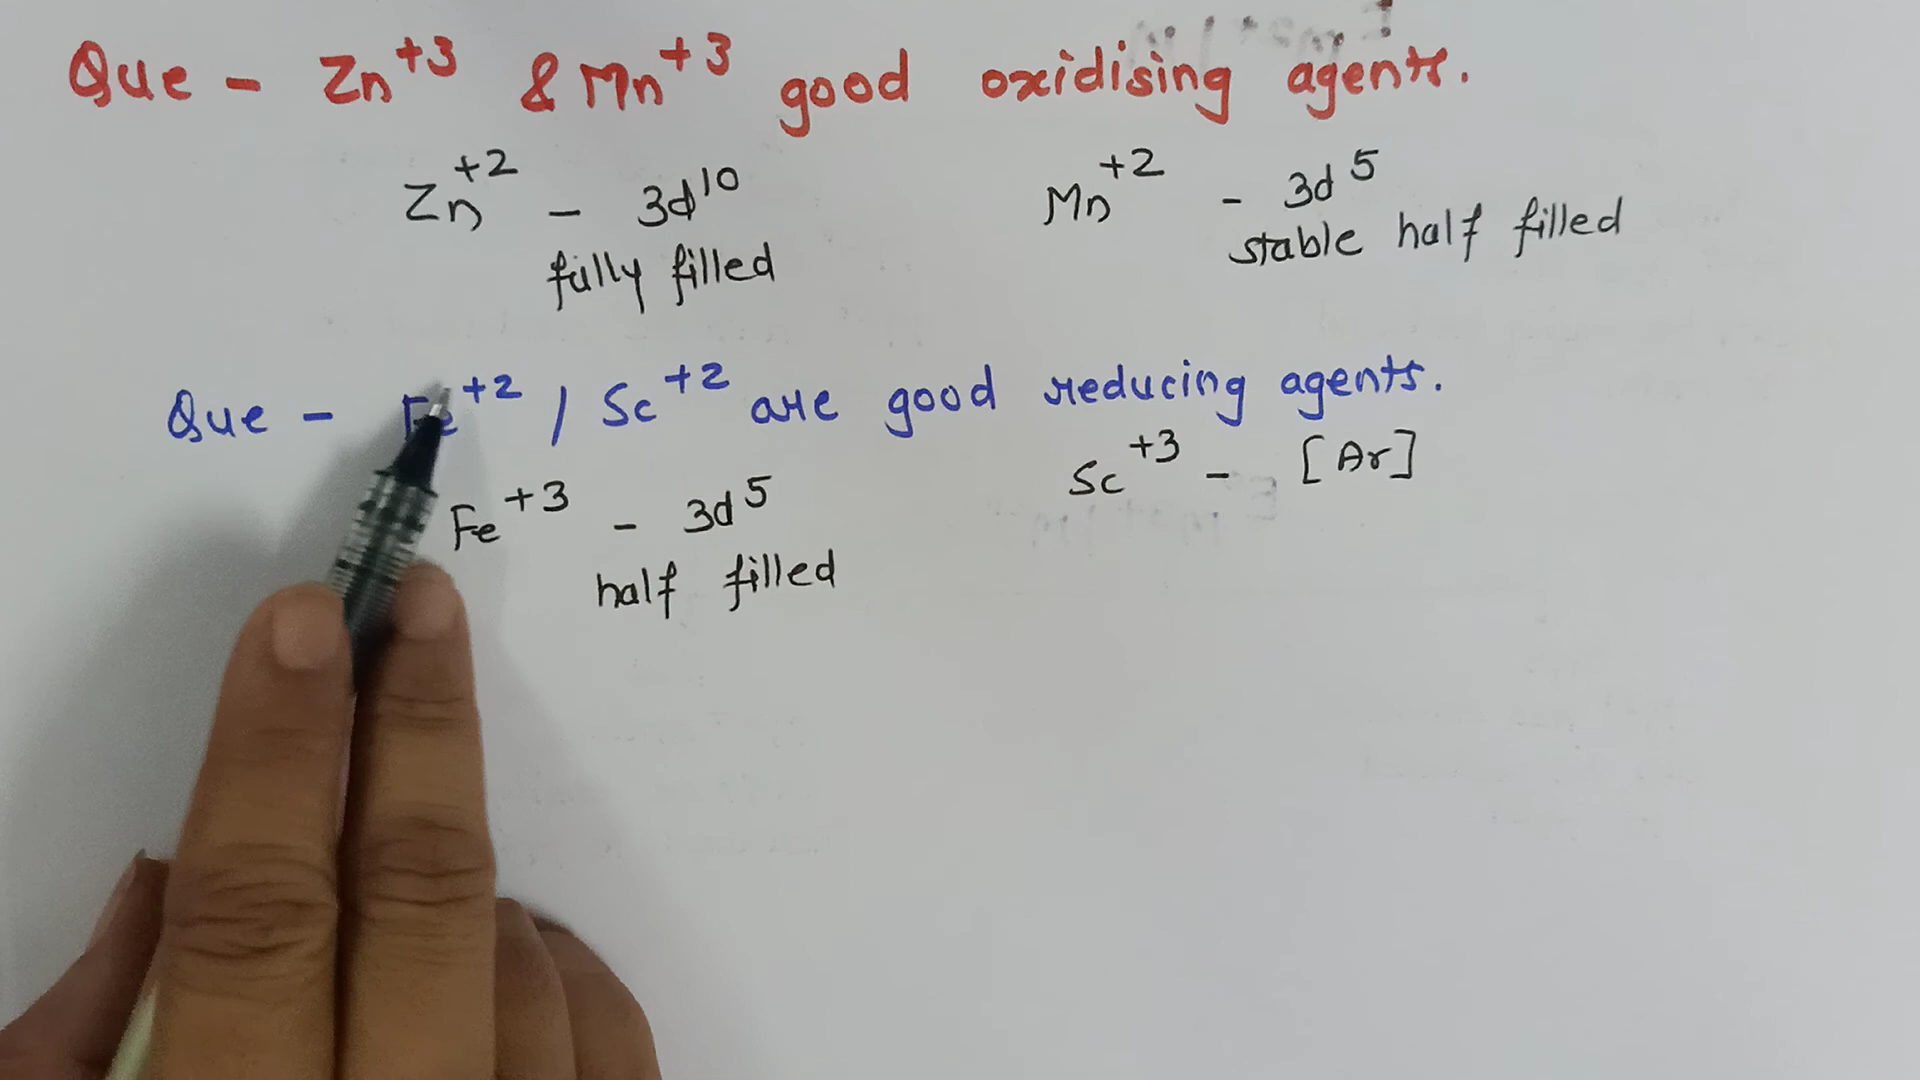 Que - Zn+3 & Mn+3 good oxidising agents.
Zn+2 - 3d10
fully filled
Mn+2 - 3d5
stable half filled
Que - Fe+2 / Sc+2 are good reducing agents.
Fe+3 - 3d5
half filled
Sc+3 - [Ar]